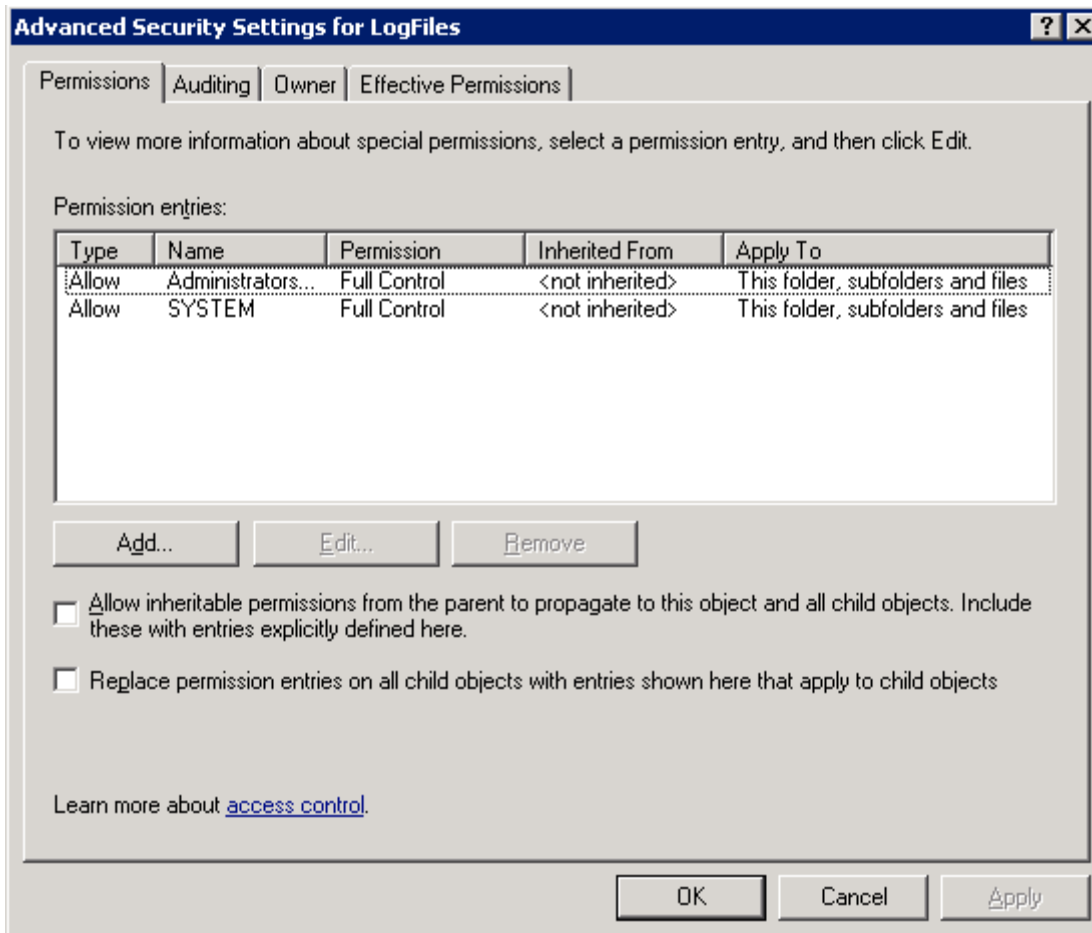 Advanced Security Settings for LogFiles
Permissions Auditing Owner Effective Permissions
To view more information about special permissions, select a permission entry, and then click Edit.
Permission entries:
Type Name Permission Inherited From Apply To
Allow Administrators... Full Control <not inherited> This folder, subfolders and files
Allow SYSTEM Full Control <not inherited> This folder, subfolders and files
Add... Edit... Remove
Allow inheritable permissions from the parent to propagate to this object and all child objects. Include
these with entries explicitly defined here.
Replace permission entries on all child objects with entries shown here that apply to child objects
Learn more about access control.
OK Cancel Apply